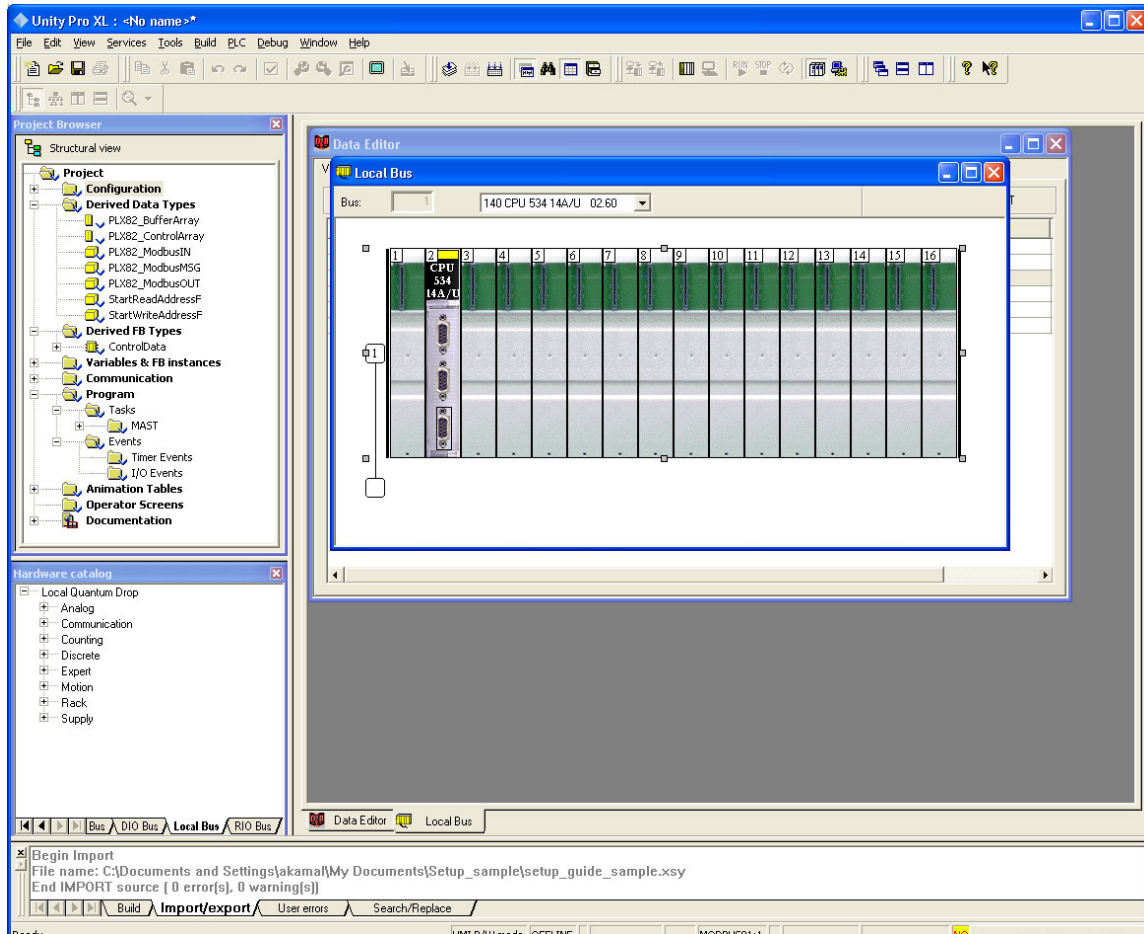 Unity Pro XL : <No name>*
File Edit View Services Tools Build PLC Debug Window Help
RUN STOP
Project Browser
Structural view
Project
Configuration
Derived Data Types
PLX82_BufferArray
PLX82_ControlArray
PLX82_ModbusIN
PLX82_ModbusMSG
PLX82_ModbusOUT
StartReadAddressF
StartWriteAddressF
Derived FB Types
ControlData
Variables & FB instances
Communication
Program
Tasks
MAST
Events
Timer Events
I/O Events
Animation Tables
Operator Screens
Documentation
Hardware catalog
Local Quantum Drop
Analog
Communication
Counting
Discrete
Expert
Motion
Rack
Supply
Bus DIO Bus Local Bus RIO Bus
Data Editor
Local Bus
Bus: 1 140 CPU 534 14A/U 02.60
1 2 3 4 5 6 7 8 9 10 11 12 13 14 15 16
CPU
534
14A/U
1
Data Editor Local Bus
Begin Import
File name: C:\Documents and Settings\akamal\My Documents\Setup_sample\setup_guide_sample.xsy
End IMPORT source ( 0 error(s), 0 warning(s))
Build Import/export User errors Search/Replace